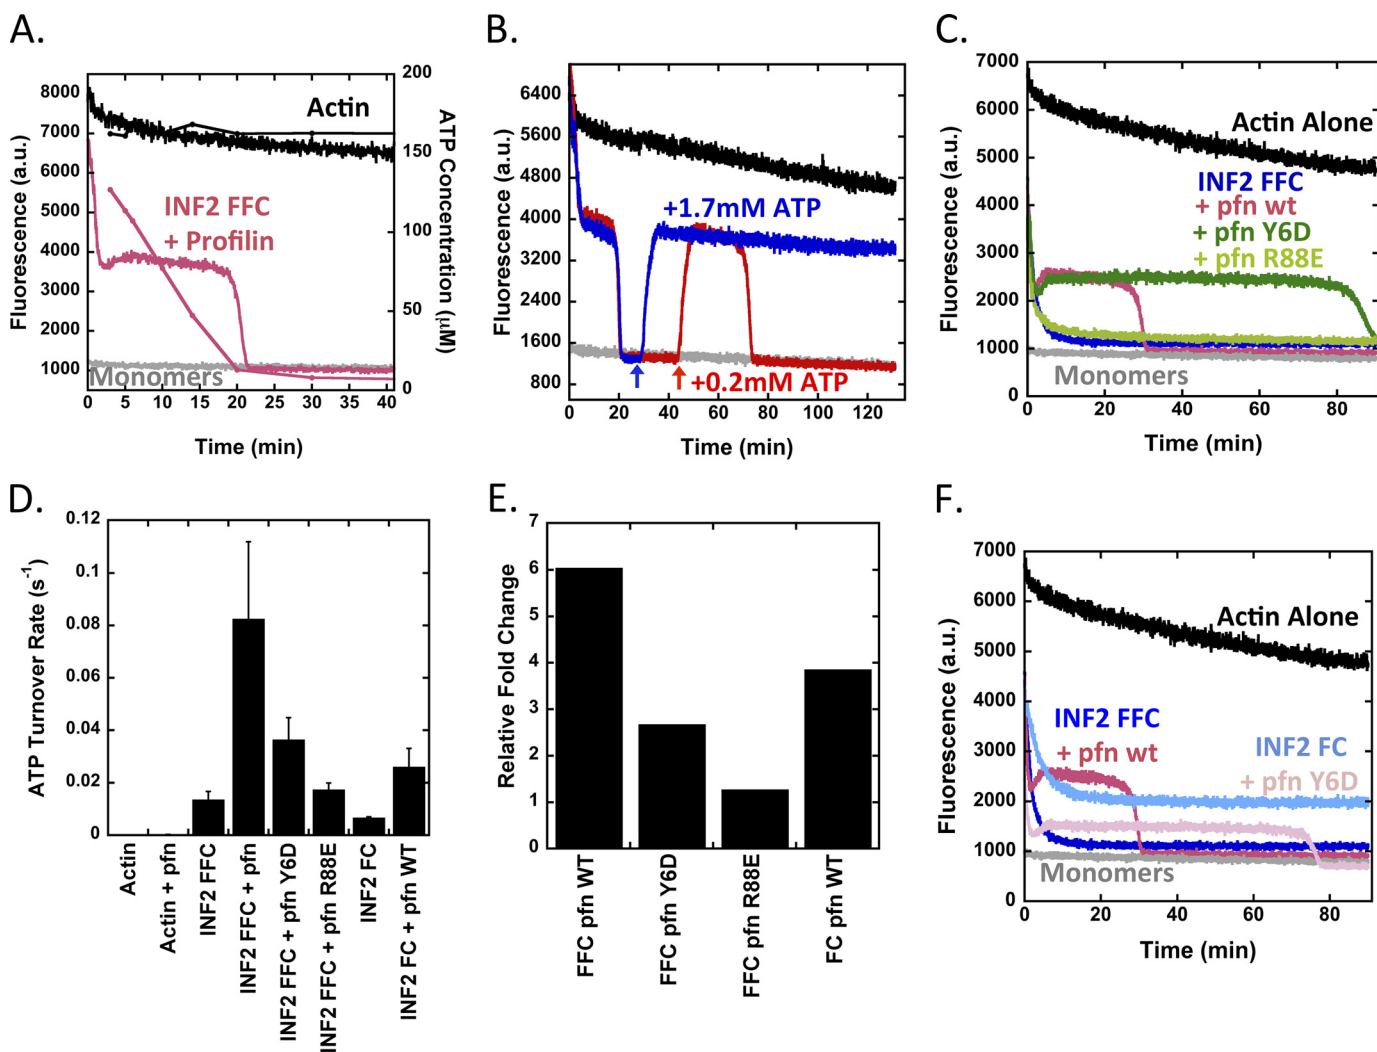 A.
8000
7000
6000
5000
4000
3000
2000
1000
0
200
150
100
50
0
Actin
INF2 FFC
+ Profilin
Monomers
Fluorescence (a.u.)
ATP Concentration (μM)
0 5 10 15 20 25 30 35 40
Time (min)
B.
6400
5600
4800
4000
3200
2400
1600
800
+1.7mM ATP
+0.2mM ATP
Fluorescence (a.u.)
0 20 40 60 80 100 120
Time (min)
C.
7000
6000
5000
4000
3000
2000
1000
0
Actin Alone
INF2 FFC
+ pfn wt
+ pfn Y6D
+ pfn R88E
Monomers
Fluorescence (a.u.)
0 20 40 60 80
Time (min)
D.
0.12
0.1
0.08
0.06
0.04
0.02
0
ATP Turnover Rate (s-1)
Actin
Actin + pfn
INF2 FFC
INF2 FFC + pfn
INF2 FFC + pfn Y6D
INF2 FFC + pfn R88E
INF2 FC
INF2 FC + pfn WT
E.
7
6
5
4
3
2
1
0
Relative Fold Change
FFC pfn WT
FFC pfn Y6D
FFC pfn R88E
FC pfn WT
F.
7000
6000
5000
4000
3000
2000
1000
0
Actin Alone
INF2 FFC
+ pfn wt
INF2 FC
+ pfn Y6D
Monomers
Fluorescence (a.u.)
0 20 40 60 80
Time (min)